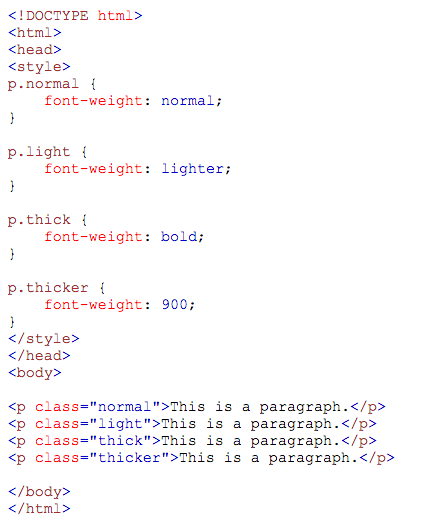 <!DOCTYPE html>
<html>
<head>
<style>
p.normal {
    font-weight: normal;
}

p.light {
    font-weight: lighter;
}

p.thick {
    font-weight: bold;
}

p.thicker {
    font-weight: 900;
}
</style>
</head>
<body>

<p class="normal">This is a paragraph.</p>
<p class="light">This is a paragraph.</p>
<p class="thick">This is a paragraph.</p>
<p class="thicker">This is a paragraph.</p>

</body>
</html>